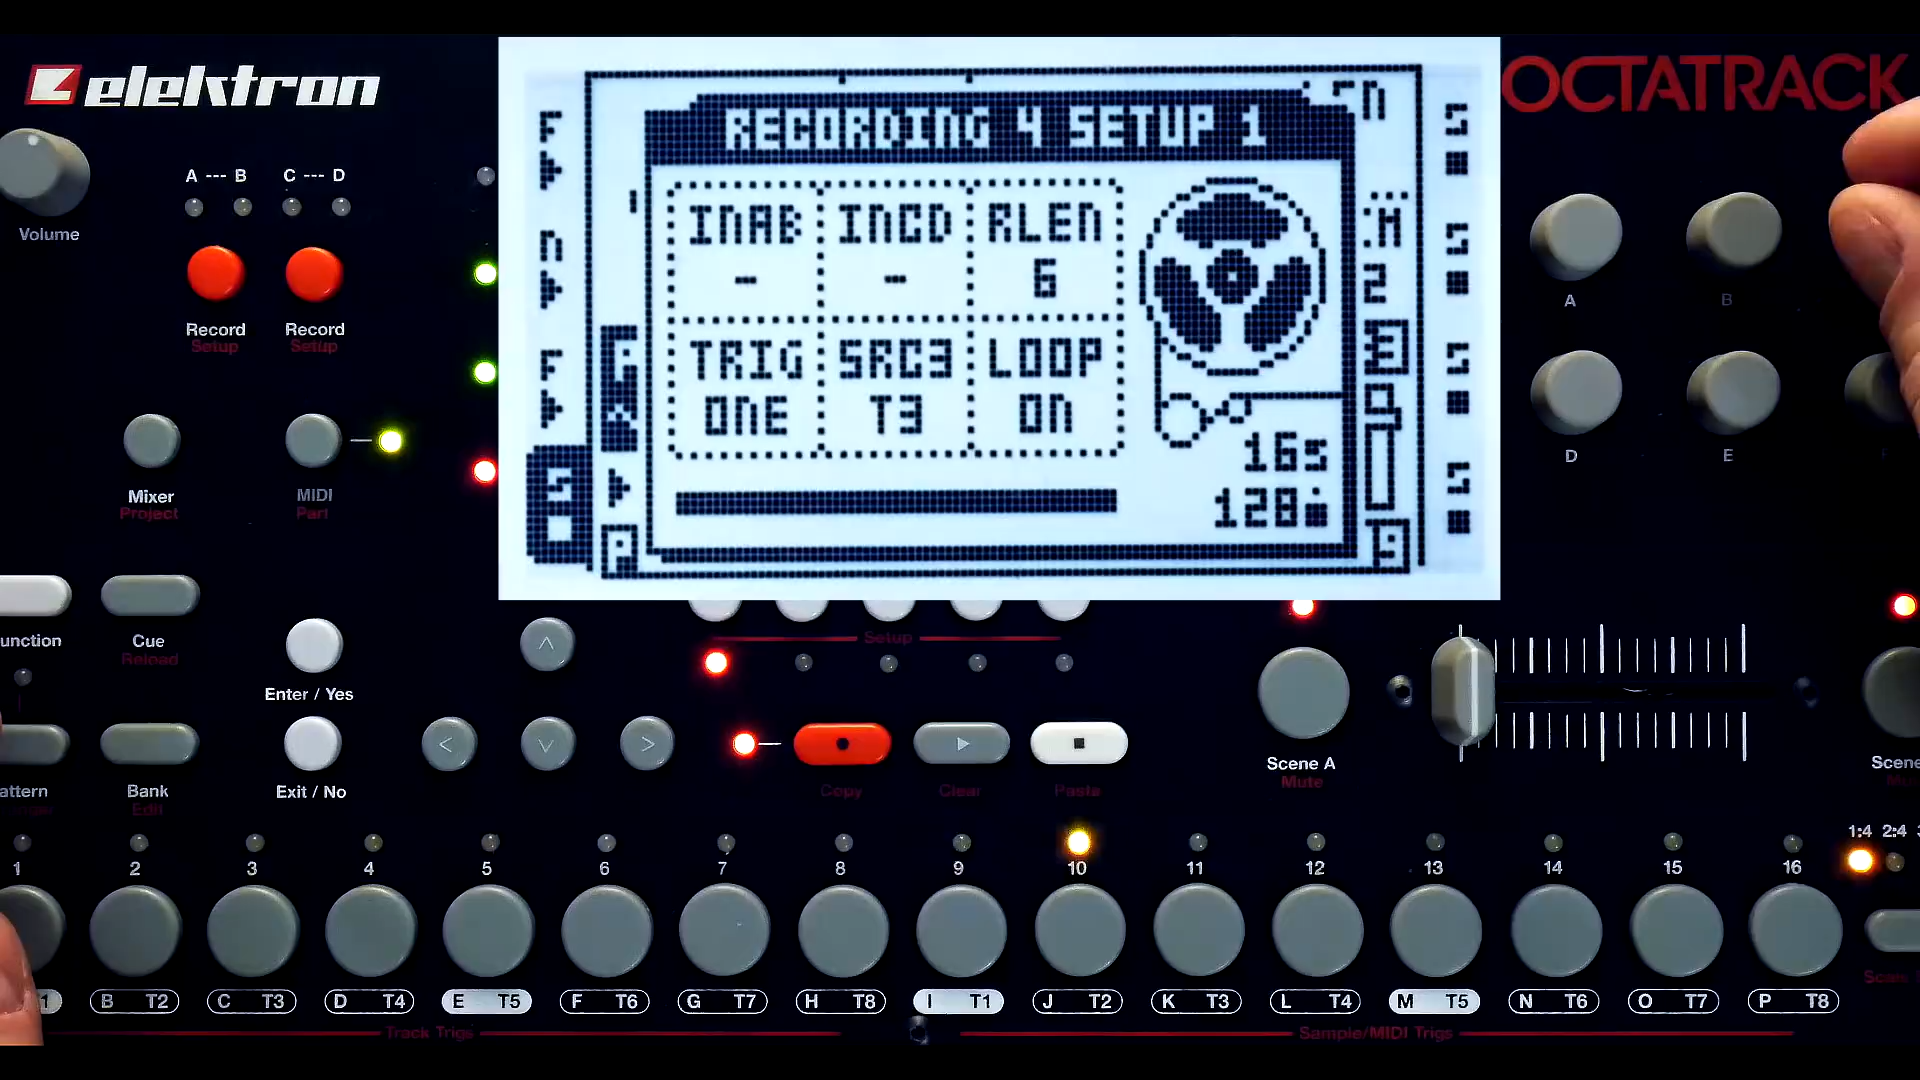 elektron
OCTATRACK
RECORDING 4 SETUP 1
INAB INCD RLEN
- - 6
TRIG SRC3 LOOP
ONE T3 ON
16s
128
A --- B C --- D
Volume
Record Record
Setup Setup
A B
D E
Mixer MIDI
Project Part
unction Cue
Reload
Enter / Yes
Setup
attern Bank
Edit
Exit / No
Copy Clear Paste
Scene A
Mute
Scene
1:4 2:4
1 2 3 4 5 6 7 8 9 10 11 12 13 14 15 16
1 B T2 C T3 D T4 E T5 F T6 G T7 H T8 I T1 J T2 K T3 L T4 M T5 N T6 O T7 P T8
Track Trigs Sample/MIDI Trigs